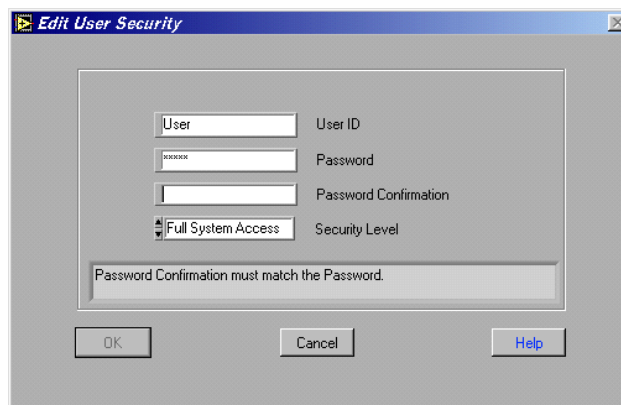 Edit User Security
User User ID
***** Password
Password Confirmation
Full System Access Security Level
Password Confirmation must match the Password.
OK Cancel Help